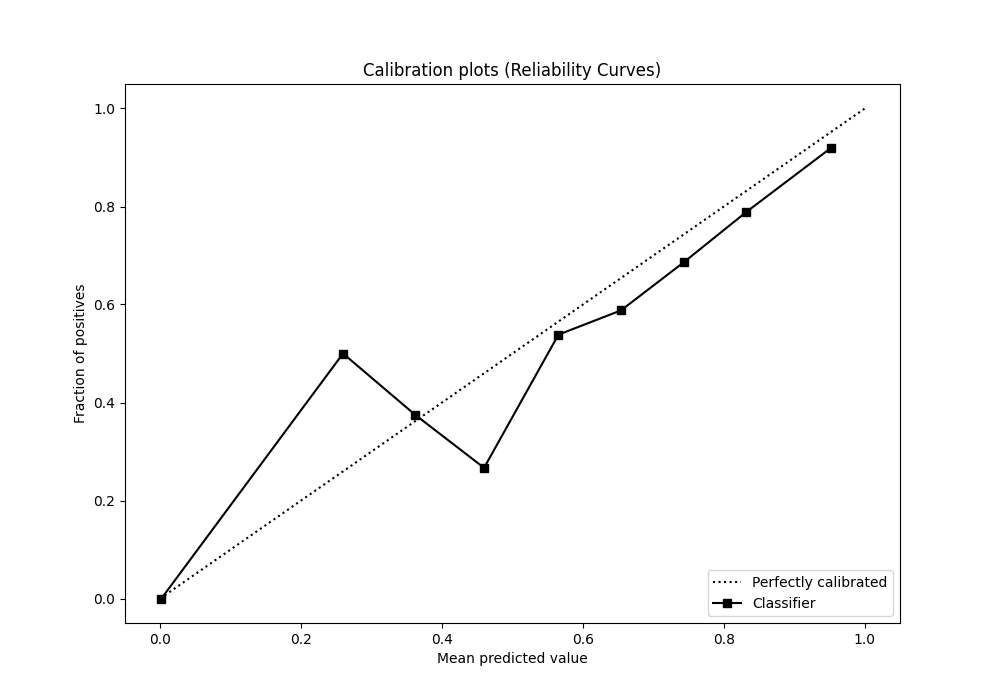 Calibration plots (Reliability Curves)
1.0
0.8
0.6
0.4
0.2
0.0
Fraction of positives
0.0 0.2 0.4 0.6 0.8 1.0
Mean predicted value
Perfectly calibrated
Classifier